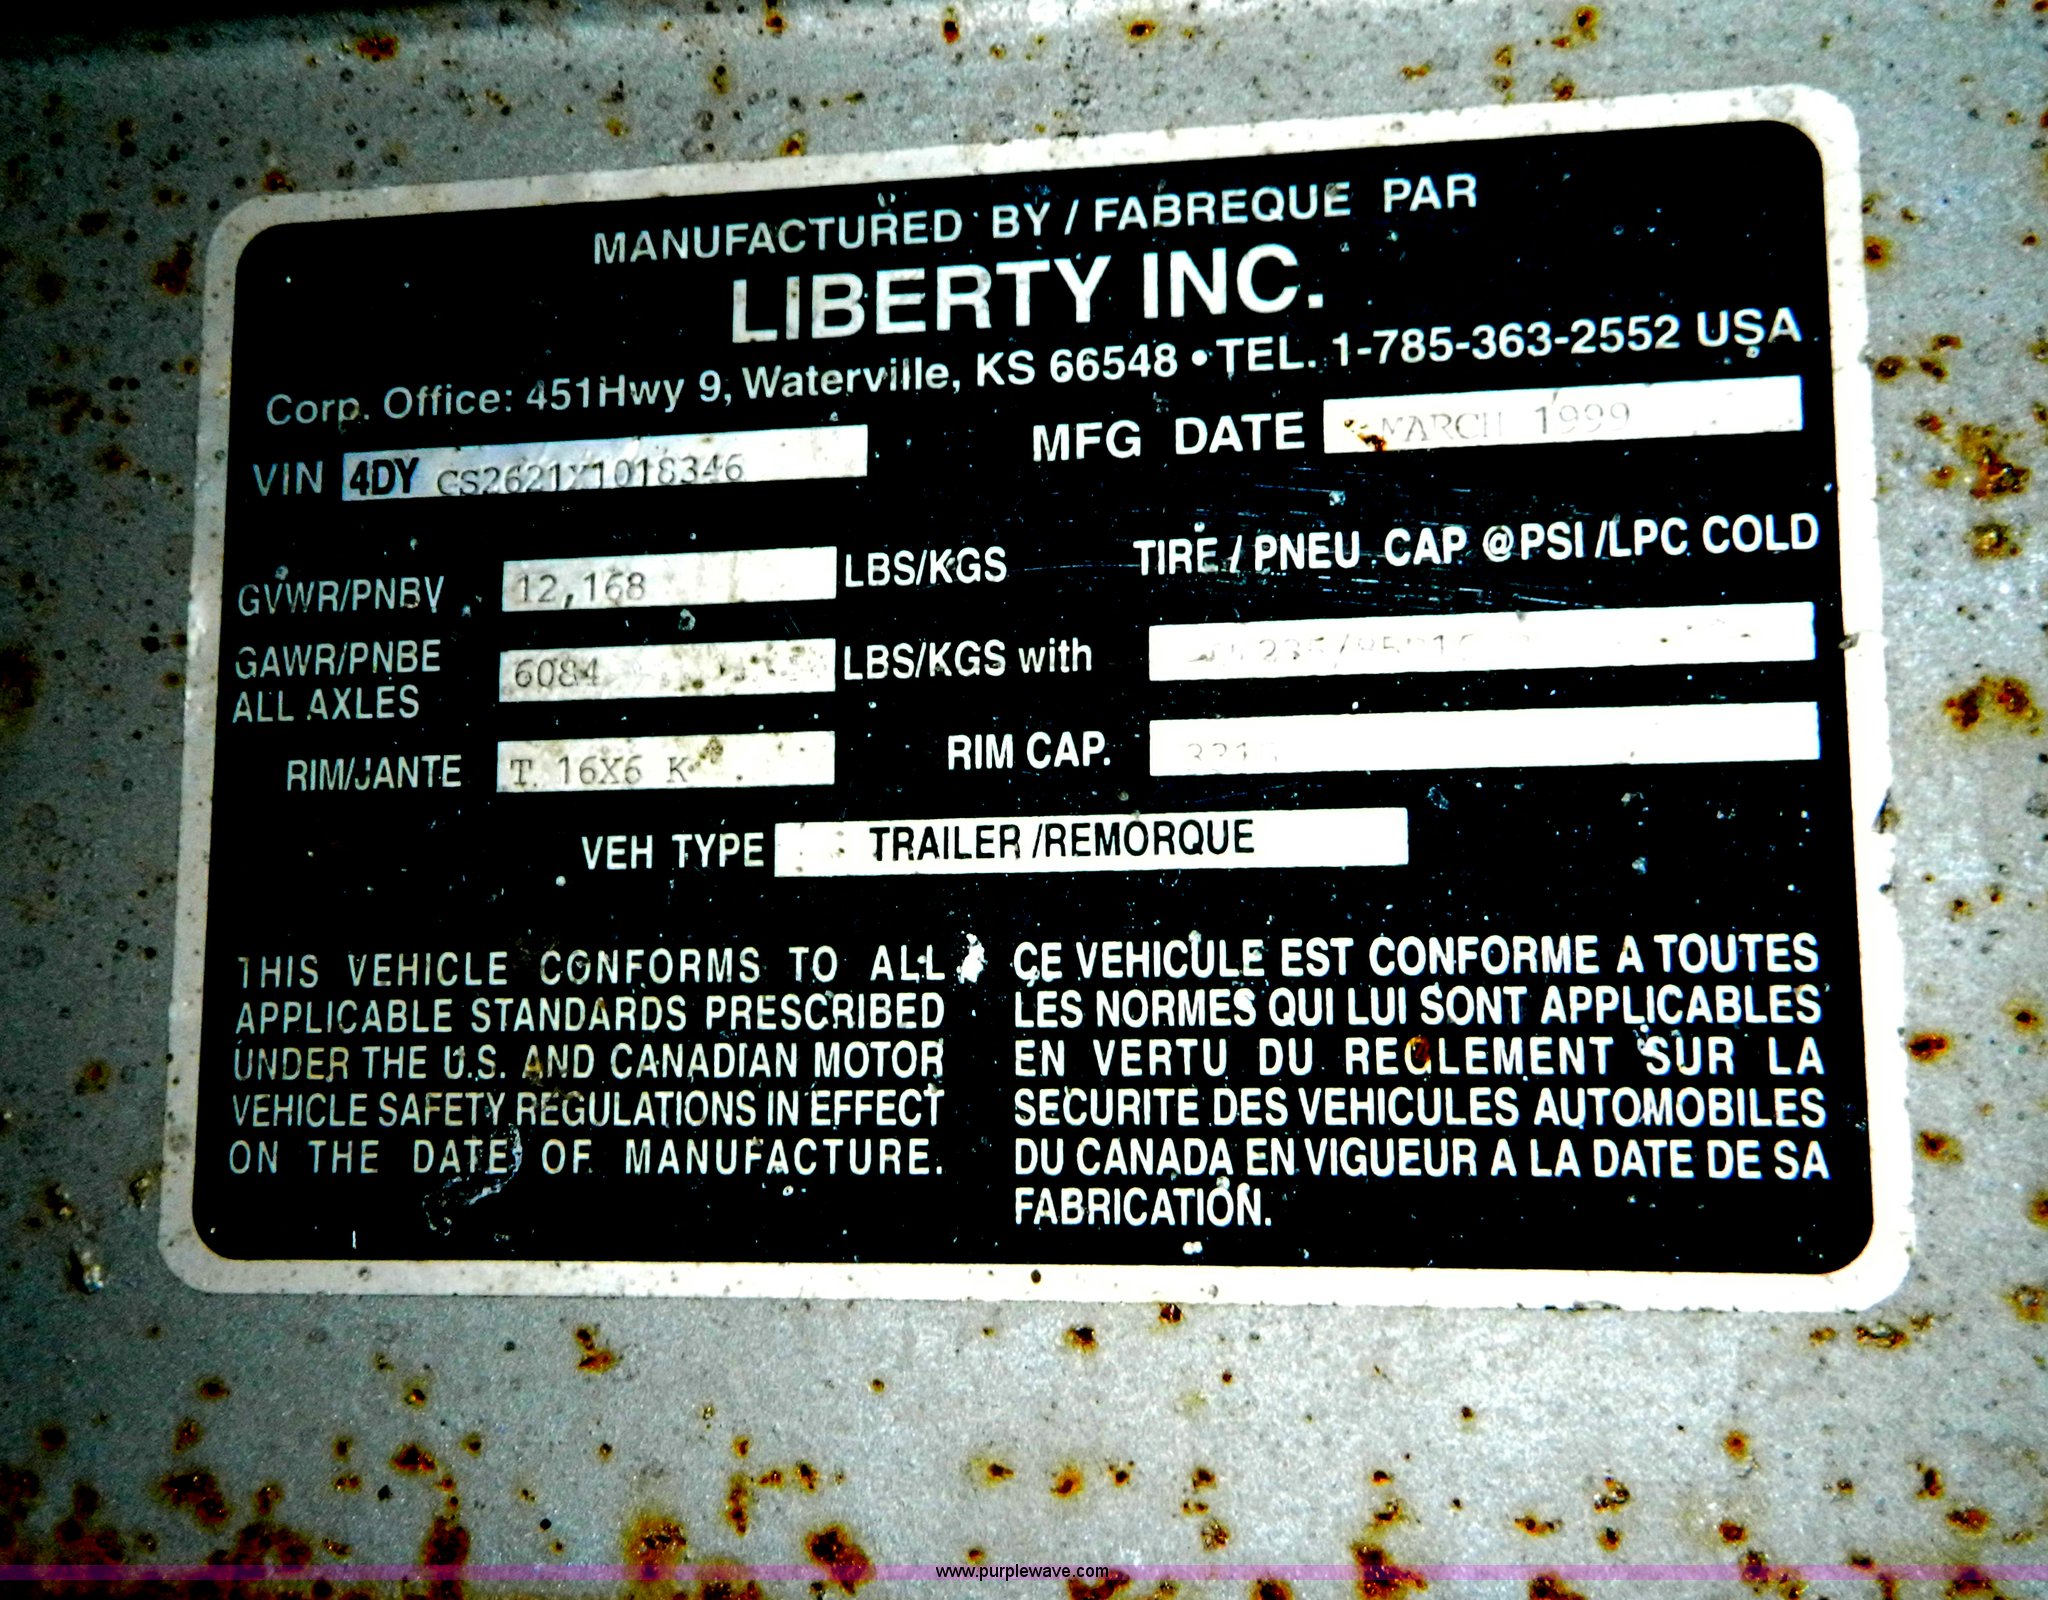 MANUFACTURED BY / FABREQUE PAR
LIBERTY INC.
Corp. Office: 451Hwy 9, Waterville, KS 66548 • TEL. 1-785-363-2552 USA
VIN 4DY CS2621X1018346 MFG DATE MARCH 1999
GVWR/PNBV 12,168 LBS/KGS TIRE / PNEU CAP @PSI /LPC COLD
GAWR/PNBE 6084 LBS/KGS with
ALL AXLES
RIM/JANTE T 16X6 K RIM CAP.
VEH TYPE TRAILER /REMORQUE
THIS VEHICLE CONFORMS TO ALL
APPLICABLE STANDARDS PRESCRIBED
UNDER THE U.S. AND CANADIAN MOTOR
VEHICLE SAFETY REGULATIONS IN EFFECT
ON THE DATE OF MANUFACTURE.
ÇE VEHICULE EST CONFORME A TOUTES
LES NORMES QUI LUI SONT APPLICABLES
EN VERTU DU REGLEMENT SUR LA
SECURITE DES VEHICULES AUTOMOBILES
DU CANADA EN VIGUEUR A LA DATE DE SA
FABRICATION.
www.purplewave.com